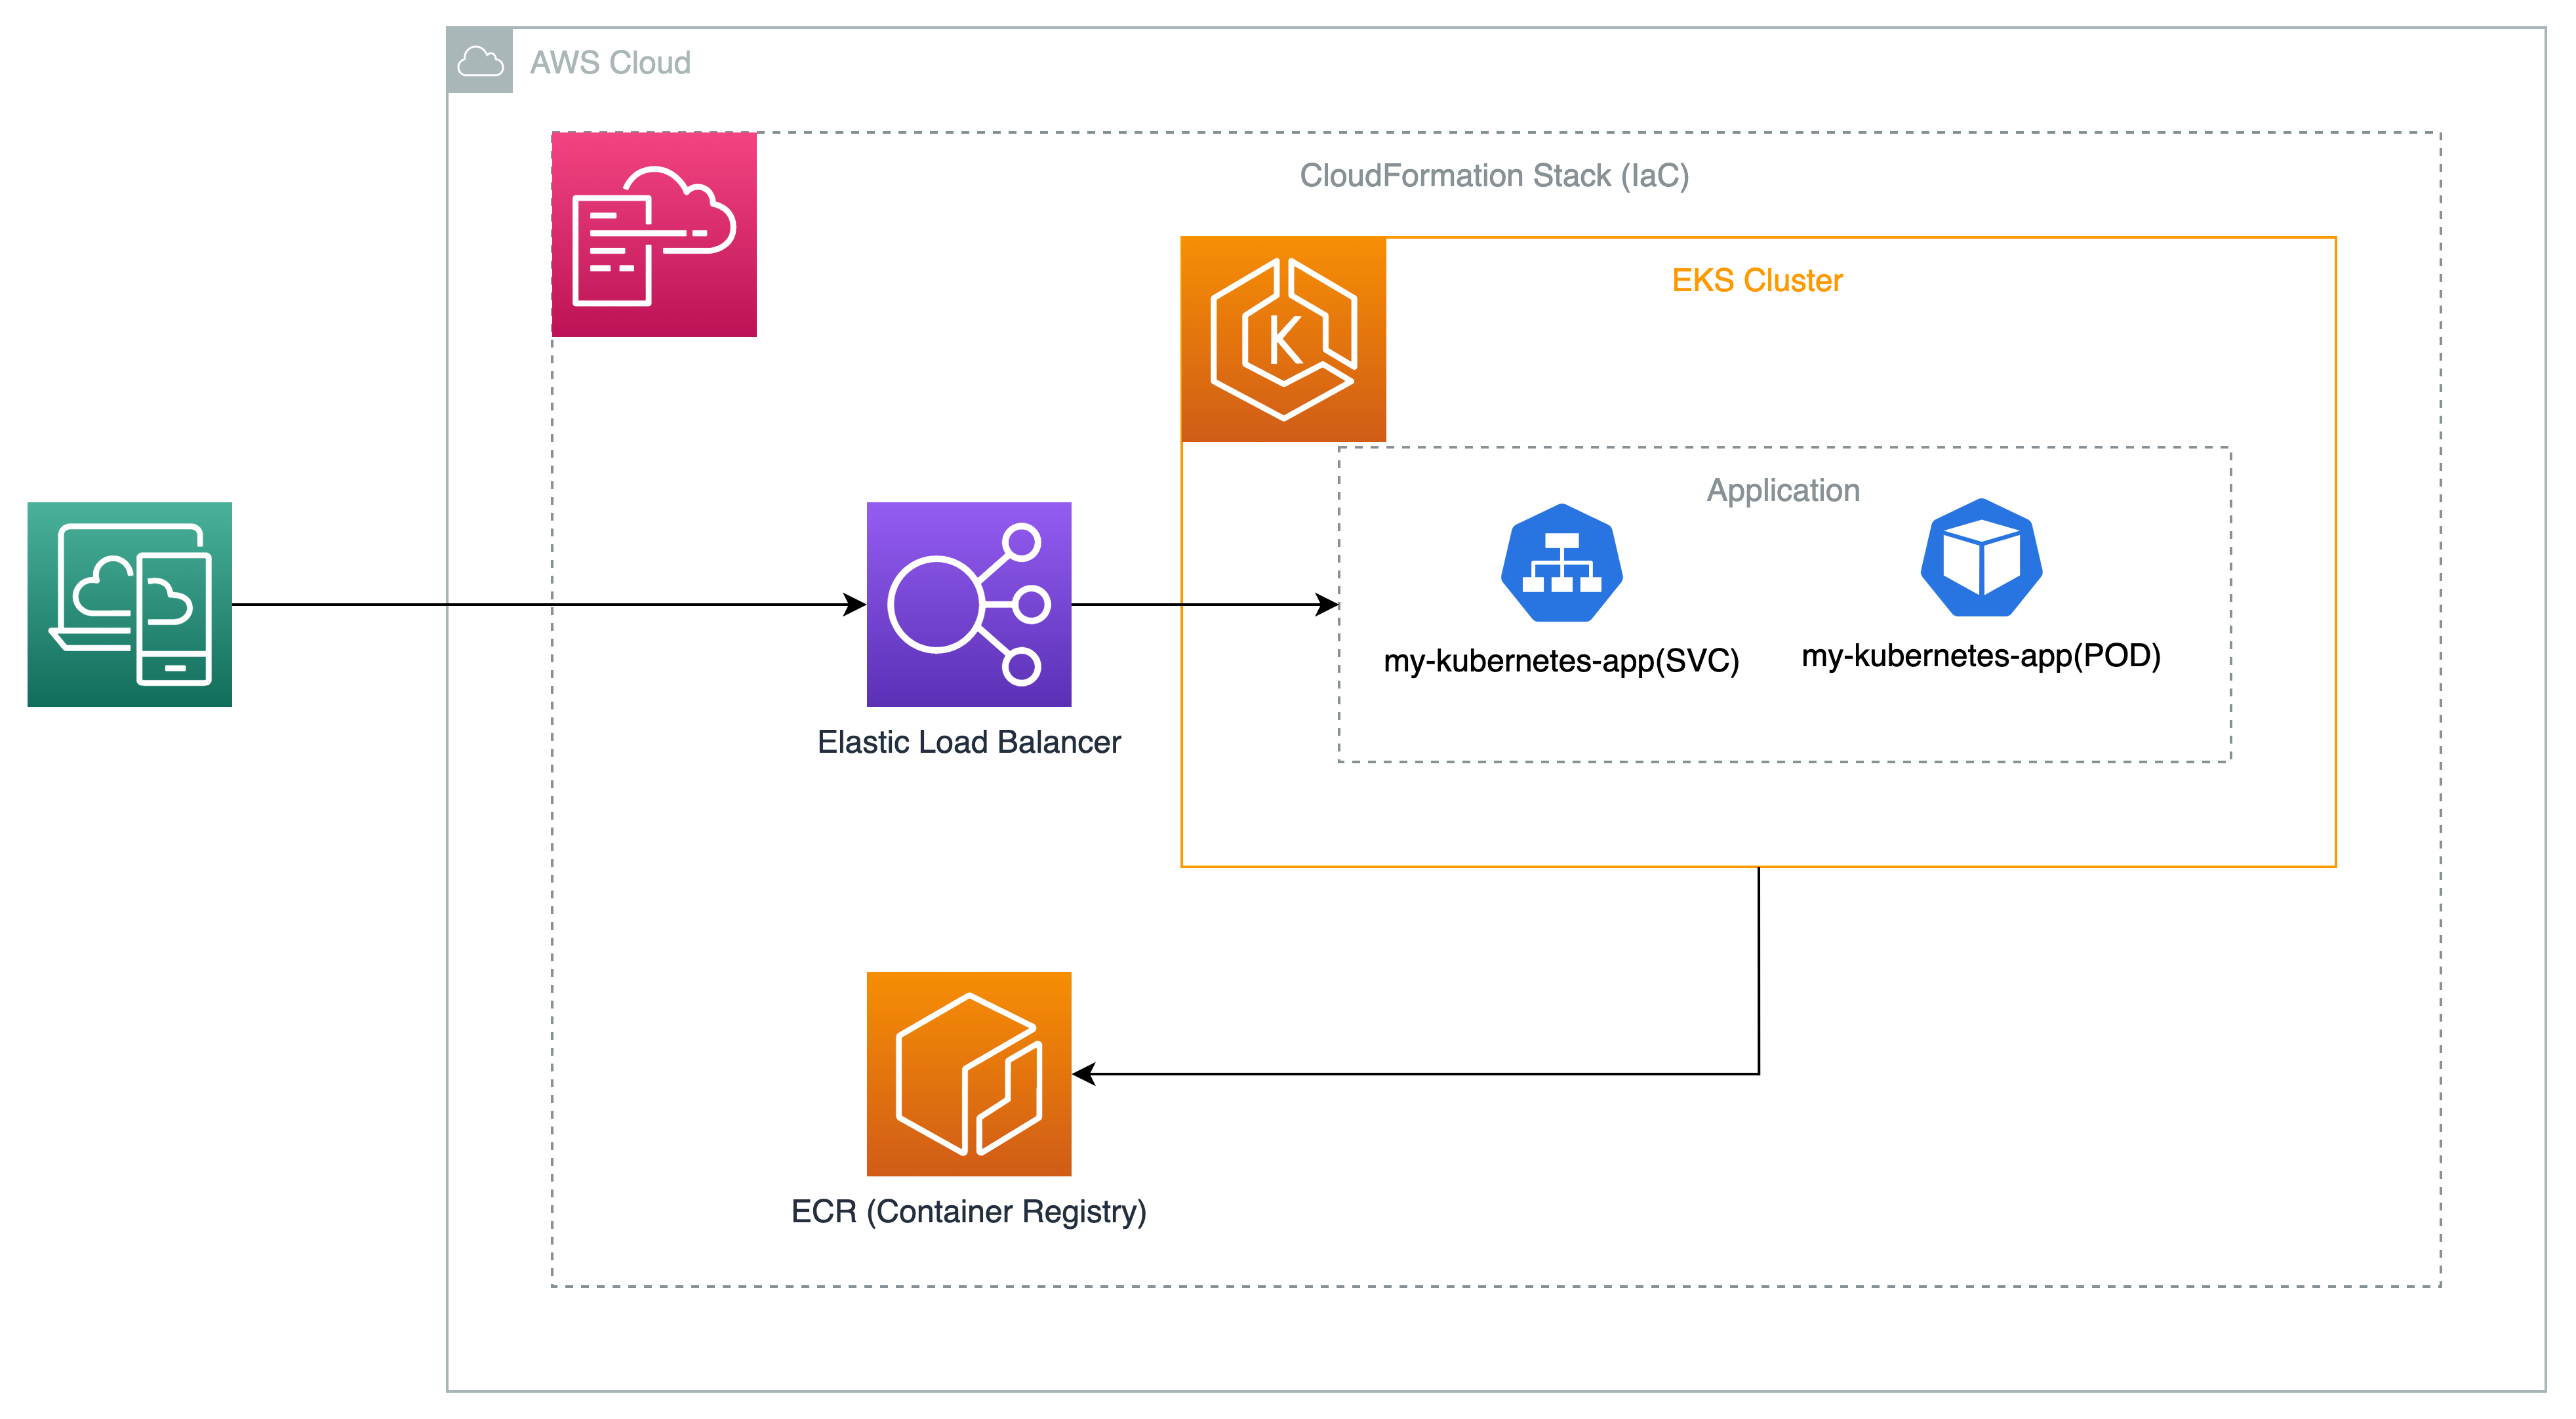 AWS Cloud
CloudFormation Stack (IaC)
EKS Cluster
K
Application
my-kubernetes-app(SVC)
my-kubernetes-app(POD)
Elastic Load Balancer
ECR (Container Registry)